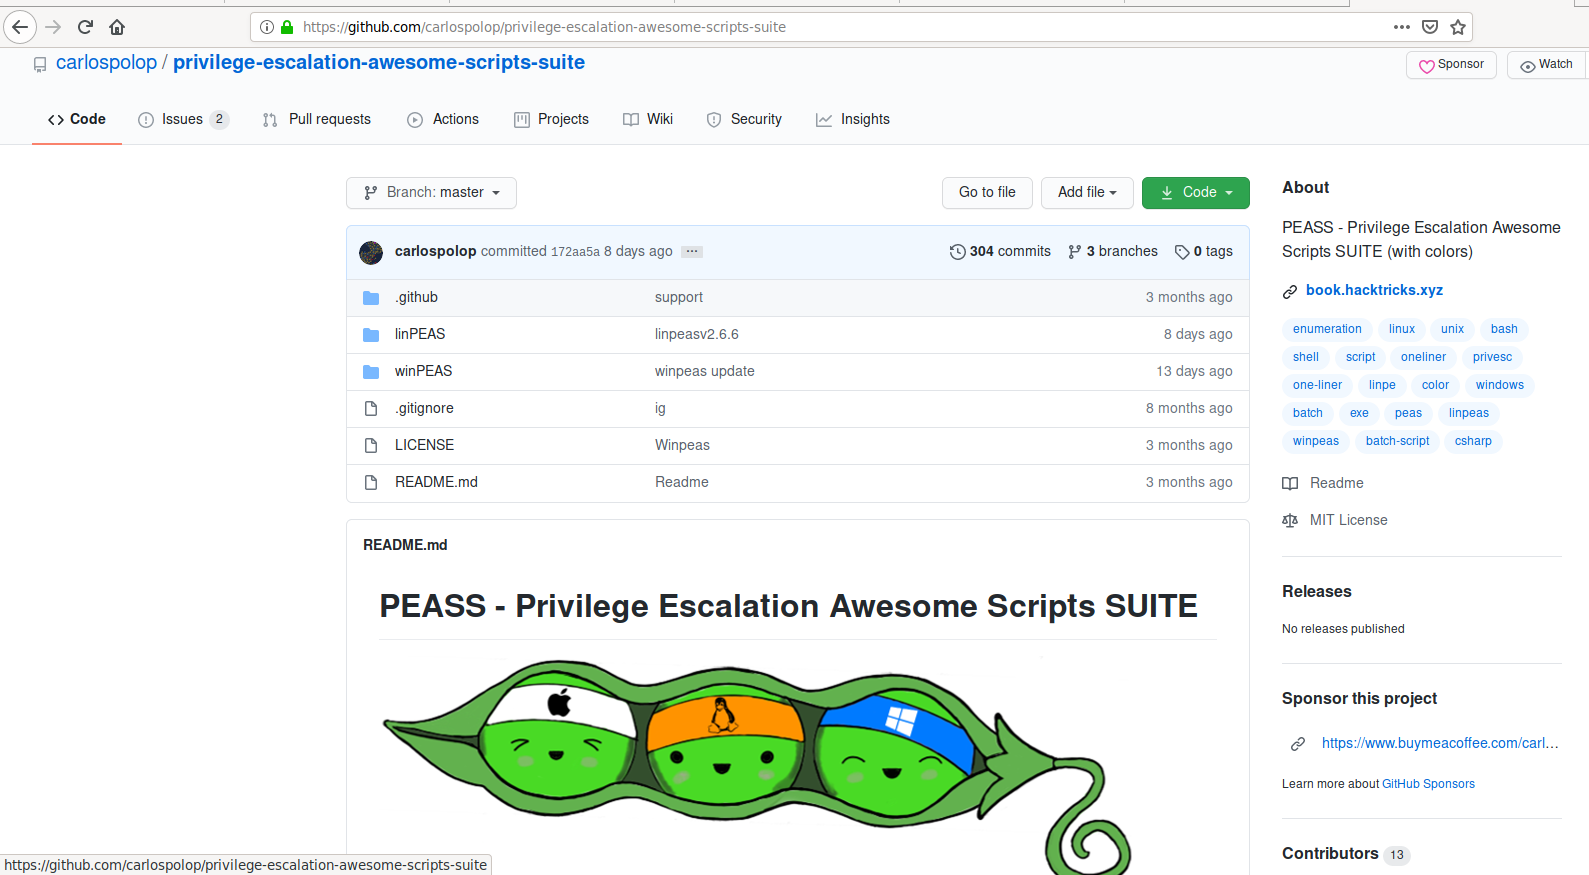 https://github.com/carlospolop/privilege-escalation-awesome-scripts-suite
carlospolop / privilege-escalation-awesome-scripts-suite
Sponsor
Watch
Code
Issues 2
Pull requests
Actions
Projects
Wiki
Security
Insights
Branch: master
Go to file
Add file
Code
carlospolop committed 172aa5a 8 days ago
304 commits
3 branches
0 tags
.github support 3 months ago
linPEAS linpeasv2.6.6 8 days ago
winPEAS winpeas update 13 days ago
.gitignore ig 8 months ago
LICENSE Winpeas 3 months ago
README.md Readme 3 months ago
README.md
PEASS - Privilege Escalation Awesome Scripts SUITE
About
PEASS - Privilege Escalation Awesome
Scripts SUITE (with colors)
book.hacktricks.xyz
enumeration linux unix bash
shell script oneliner privesc
one-liner linpe color windows
batch exe peas linpeas
winpeas batch-script csharp
Readme
MIT License
Releases
No releases published
Sponsor this project
https://www.buymeacoffee.com/carl...
Learn more about GitHub Sponsors
Contributors 13
https://github.com/carlospolop/privilege-escalation-awesome-scripts-suite